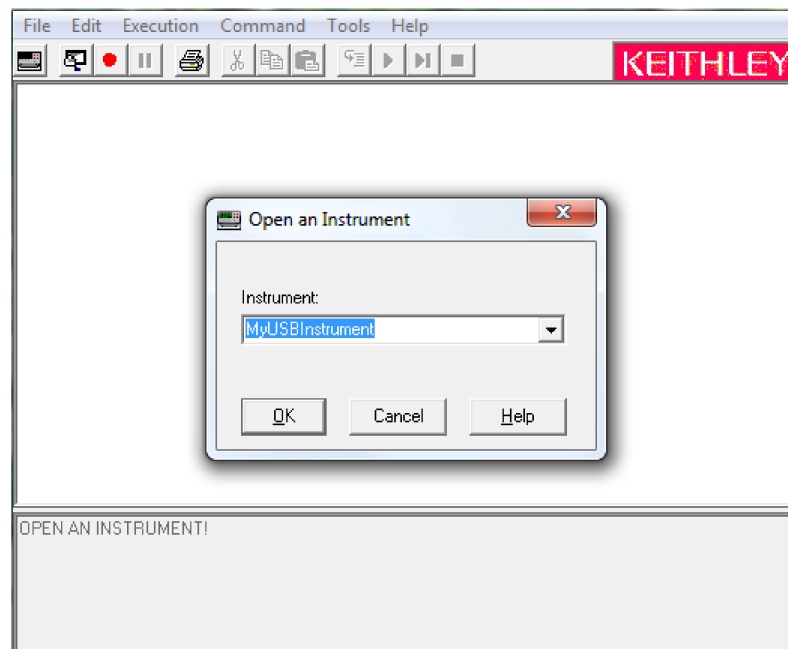 File Edit Execution Command Tools Help
KEITHLEY
Open an Instrument
Instrument:
MyUSBInstrument
OK Cancel Help
OPEN AN INSTRUMENT!